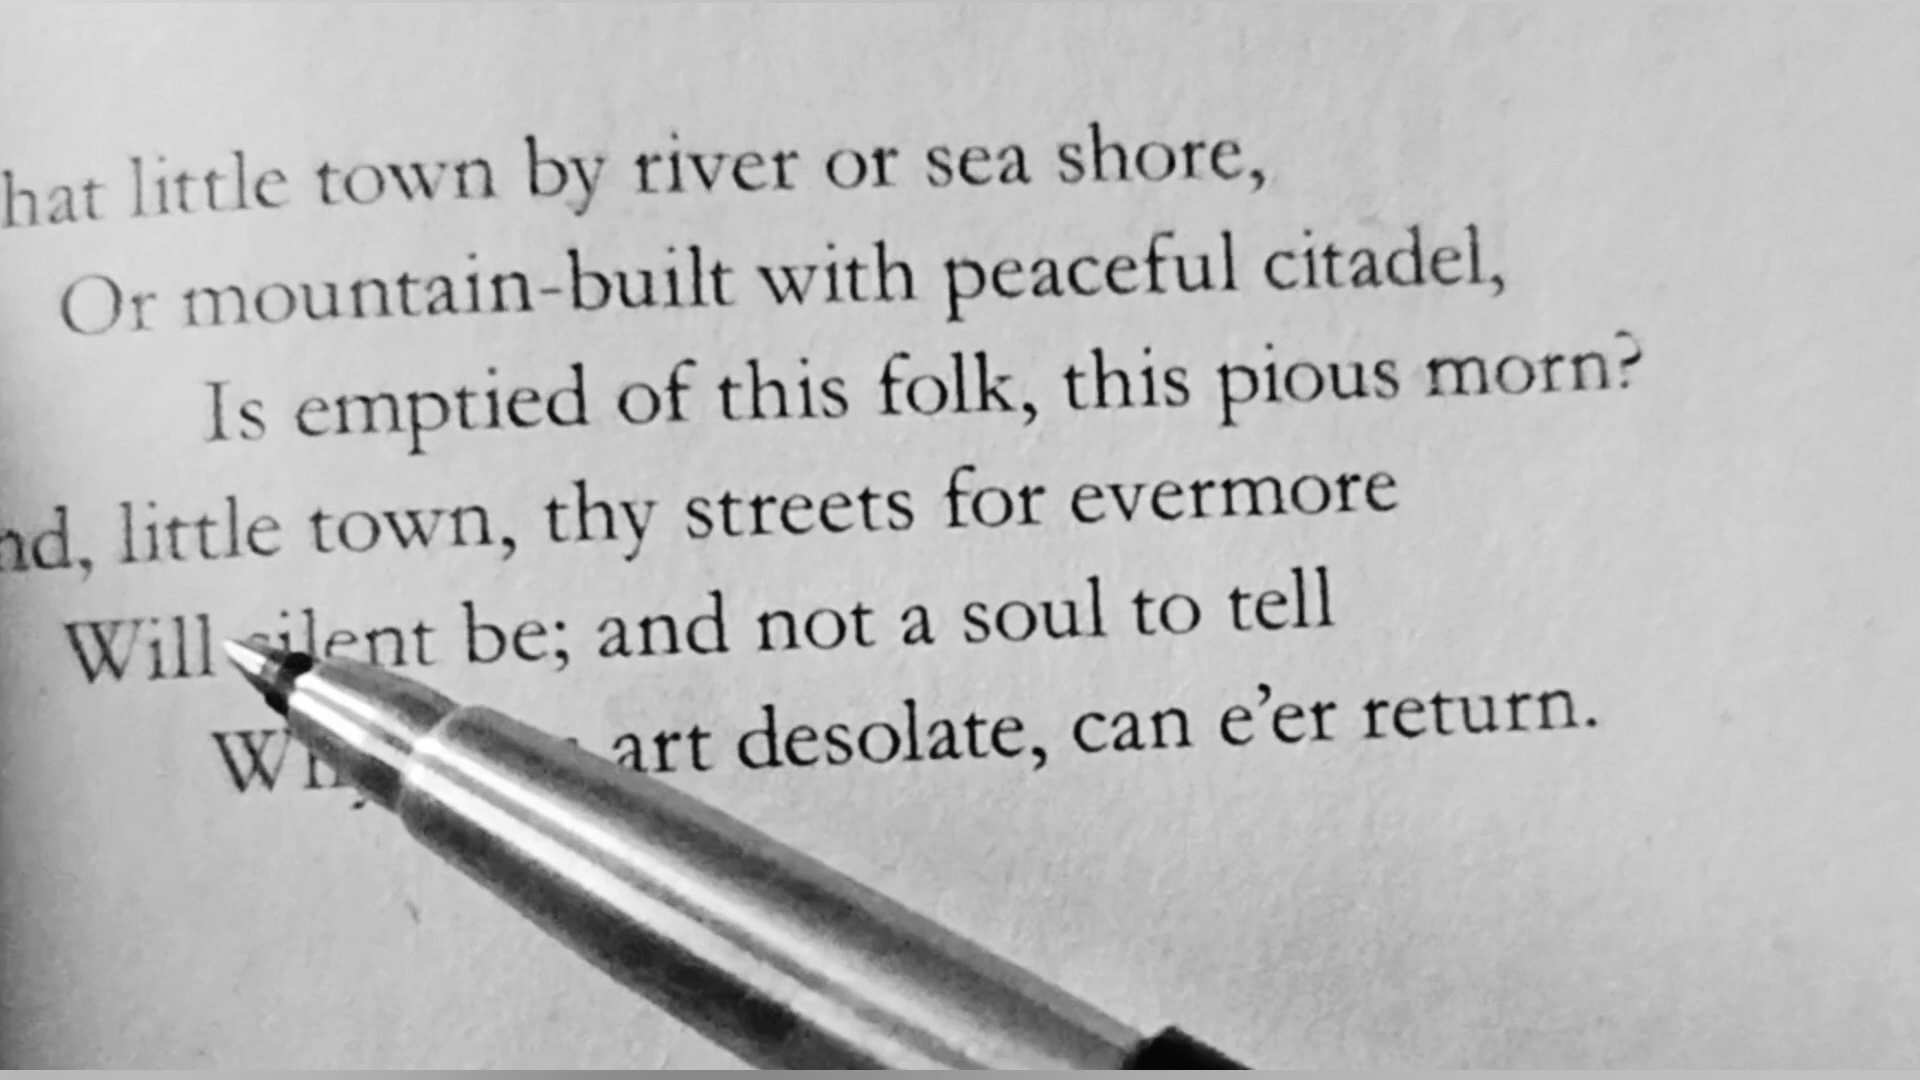 hat little town by river or sea shore,
Or mountain-built with peaceful citadel,
Is emptied of this folk, this pious morn?
nd, little town, thy streets for evermore
Will silent be; and not a soul to tell
art desolate, can e’er return.